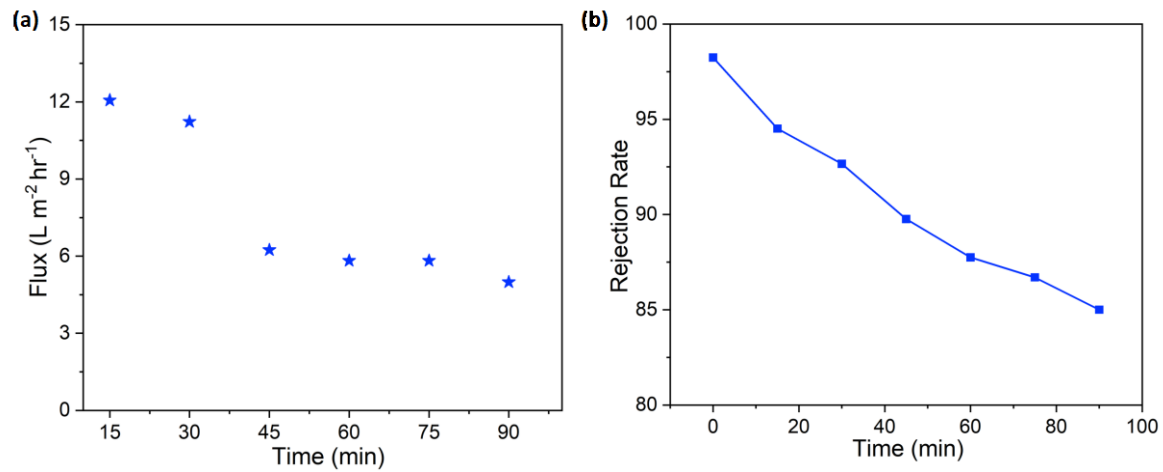 (a)
15
12
9
6
3
0
Flux (L m⁻² hr⁻¹)
15 30 45 60 75 90
Time (min)
(b)
100
95
90
85
80
Rejection Rate
0 20 40 60 80 100
Time (min)